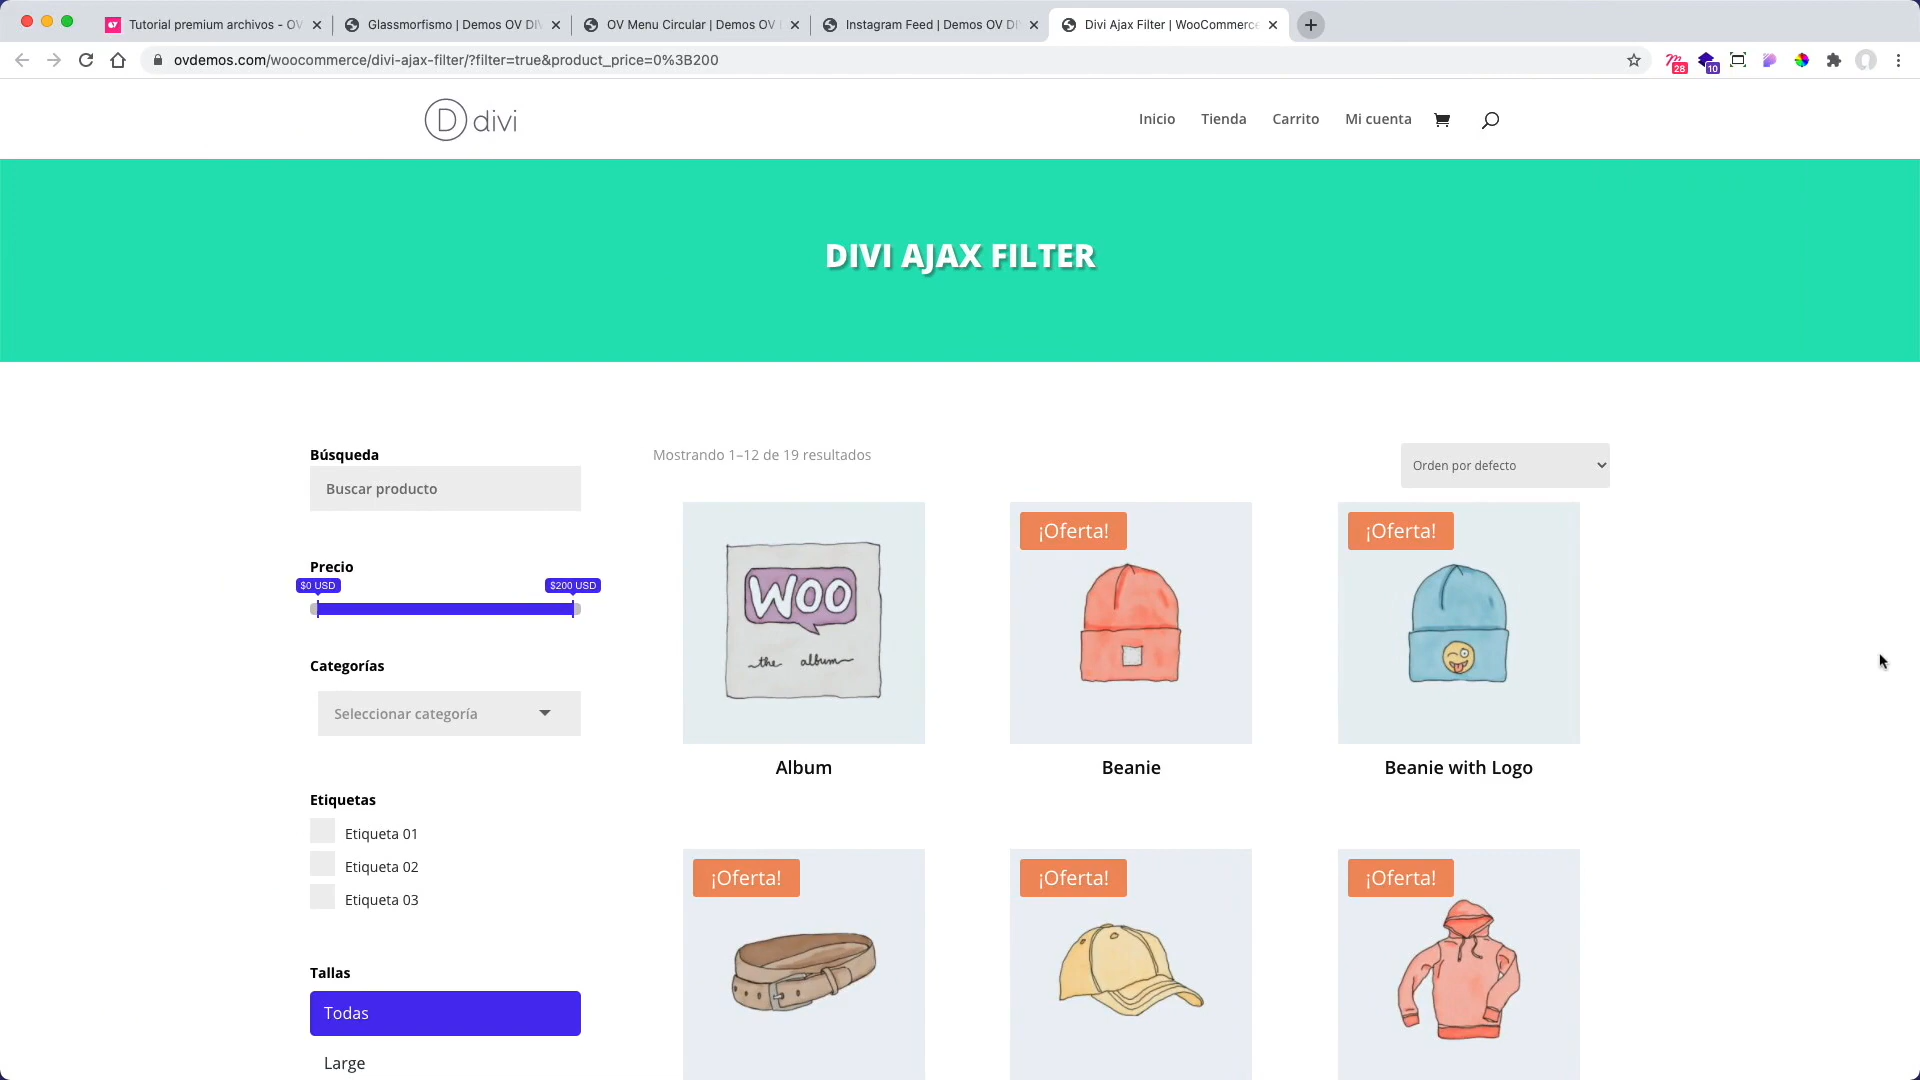 Tutorial premium archivos - OV
Glassmorfismo | Demos OV DIV
OV Menu Circular | Demos OV
Instagram Feed | Demos OV DI
Divi Ajax Filter | WooCommerce
ovdemos.com/woocommerce/divi-ajax-filter/?filter=true&product_price=0%3B200
28
10
D divi
Inicio
Tienda
Carrito
Mi cuenta
DIVI AJAX FILTER
Búsqueda
Buscar producto
Precio
$0 USD
$200 USD
Categorías
Seleccionar categoría
Etiquetas
Etiqueta 01
Etiqueta 02
Etiqueta 03
Tallas
Todas
Large
Mostrando 1–12 de 19 resultados
Orden por defecto
WOO
the album
Album
¡Oferta!
Beanie
¡Oferta!
Beanie with Logo
¡Oferta!
¡Oferta!
¡Oferta!